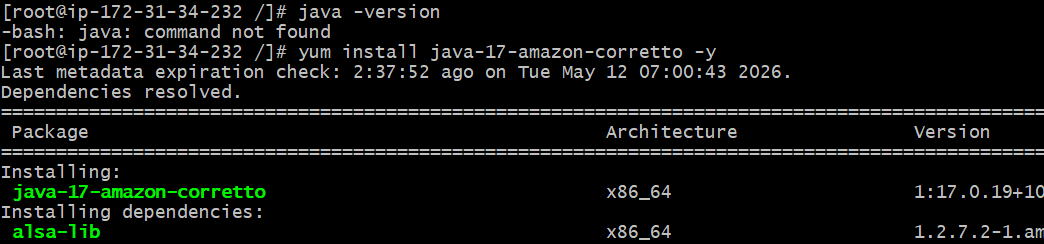 [root@ip-172-31-34-232 /]# java -version
-bash: java: command not found
[root@ip-172-31-34-232 /]# yum install java-17-amazon-corretto -y
Last metadata expiration check: 2:37:52 ago on Tue May 12 07:00:43 2026.
Dependencies resolved.
================================================================================================
Package Architecture Version
================================================================================================
Installing:
java-17-amazon-corretto x86_64 1:17.0.19+10
Installing dependencies:
alsa-lib x86_64 1.2.7.2-1.am